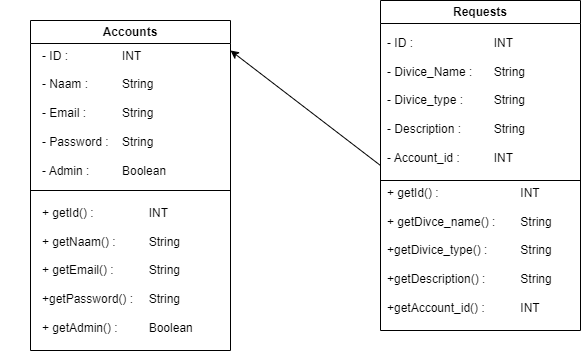 Accounts
- ID : INT
- Naam : String
- Email : String
- Password : String
- Admin : Boolean
+ getId() : INT
+ getNaam() : String
+ getEmail() : String
+getPassword() : String
+ getAdmin() : Boolean
Requests
- ID : INT
- Divice_Name : String
- Divice_type : String
- Description : String
- Account_id : INT
+ getId() : INT
+ getDivce_name() : String
+getDivice_type() : String
+getDescription() : String
+getAccount_id() : INT